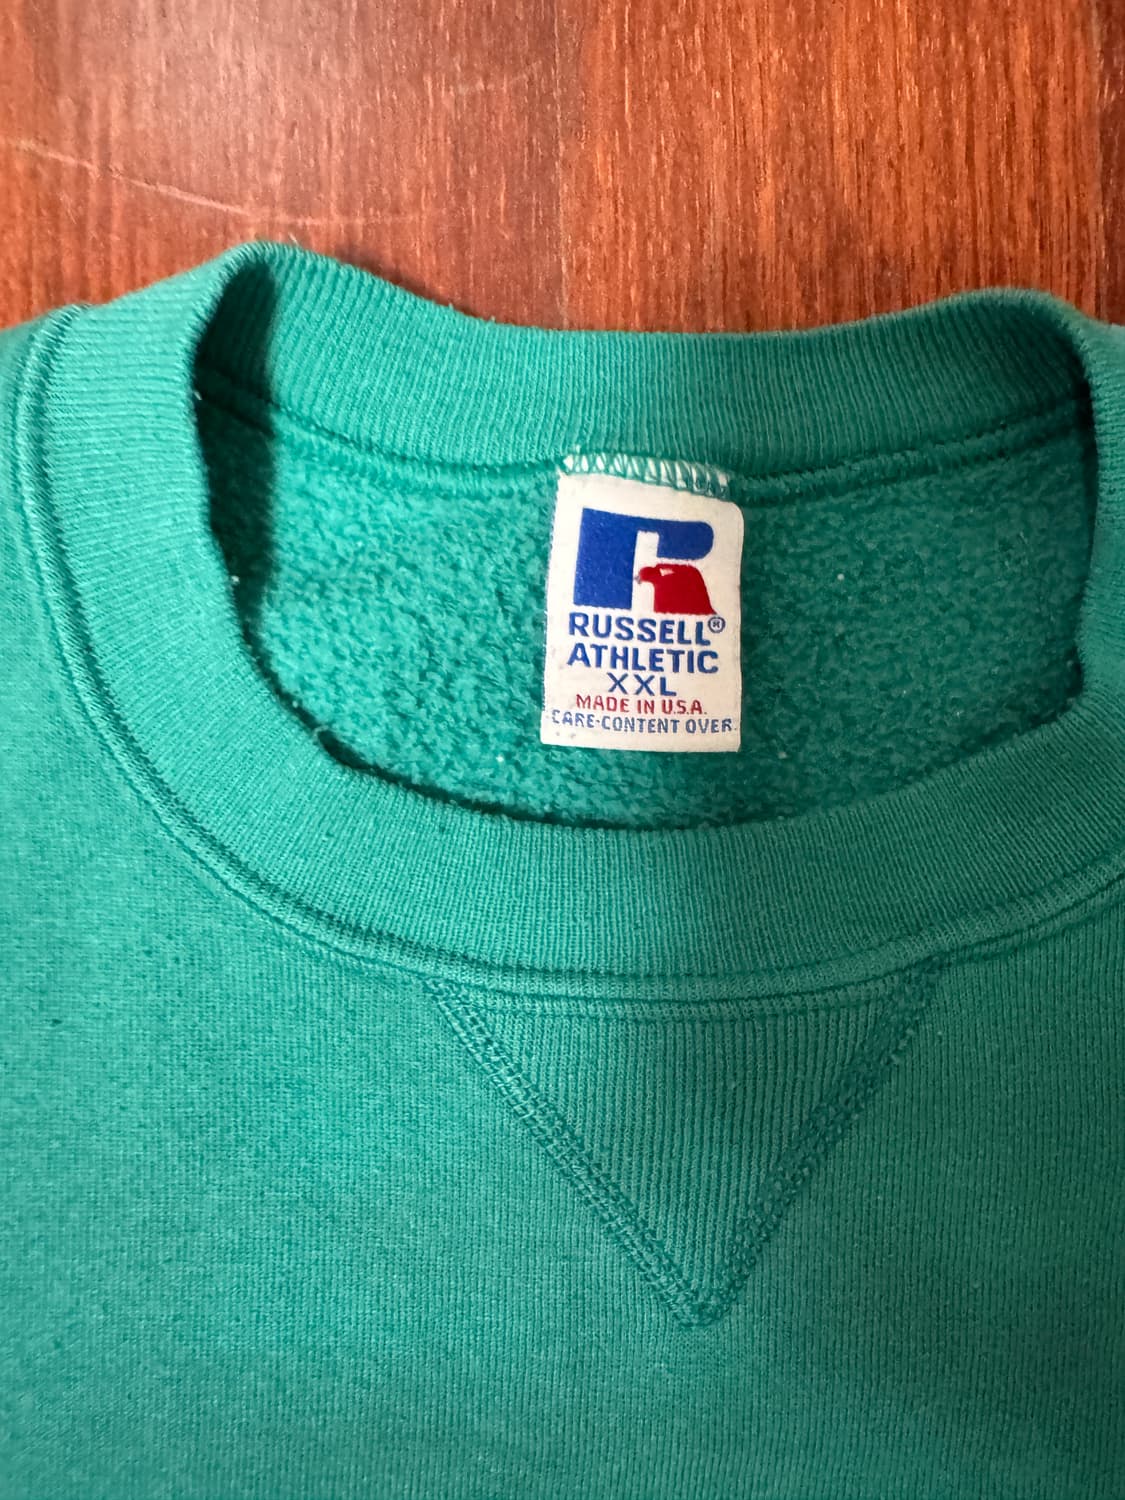 RUSSELL®
ATHLETIC
XXL
MADE IN U.S.A.
CARE-CONTENT OVER.